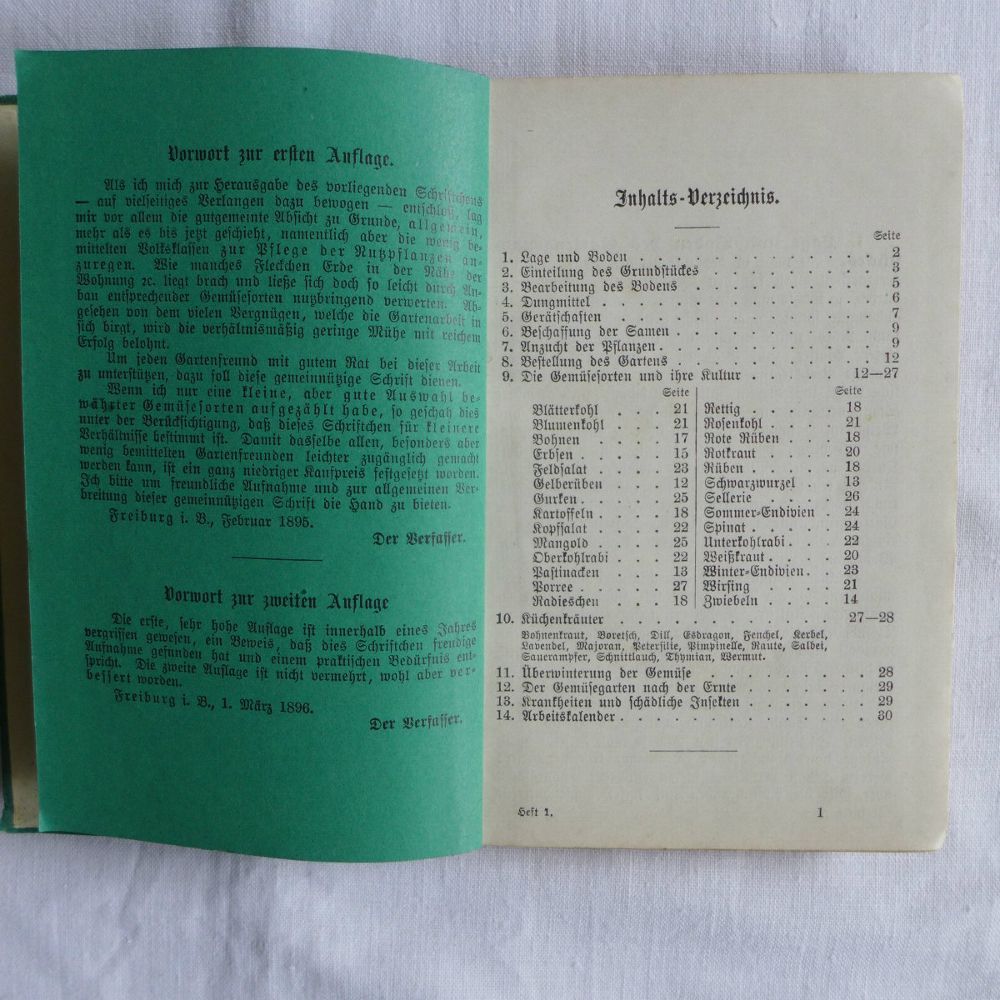 Vorwort zur ersten Auflage.
Als ich mich zur Herausgabe des vorliegenden Schriftchens
— auf vielseitiges Verlangen dazu bewogen — entschloß, lag
mir vor allem die gutgemeinte Absicht zu Grunde, allgemein,
mehr als es bis jetzt geschieht, namentlich aber die wenig be-
mittelten Volksklassen zur Pflege der Nutzpflanzen an-
zuregen. Wie manches Fleckchen Erde in der Nähe der
Wohnung ꝛc. liegt brach und ließe sich doch so leicht durch An-
bau entsprechender Gemüsesorten nutzbringend verwerten. Ab-
gesehen von dem vielen Vergnügen, welche die Gartenarbeit in
sich birgt, wird die verhältnismäßig geringe Mühe mit reichem
Erfolg belohnt.
Um jeden Gartenfreund mit gutem Rat bei dieser Arbeit
zu unterstützen, dazu soll diese gemeinnützige Schrift dienen.
Wenn ich nur eine kleine, aber gute Auswahl be-
währter Gemüsesorten aufgezählt habe, so geschah dies
unter der Berücksichtigung, daß dieses Schriftchen für kleinere
Verhältnisse bestimmt ist. Damit dasselbe allen, besonders aber
wenig bemittelten Gartenfreunden leichter zugänglich gemacht
werden kann, ist ein ganz niedriger Kaufpreis festgesetzt worden.
Ich bitte um freundliche Aufnahme und zur allgemeinen Ver-
breitung dieser gemeinnützigen Schrift die Hand zu bieten.
Freiburg i. B., Februar 1895.
Der Verfasser.
Vorwort zur zweiten Auflage
Die erste, sehr hohe Auflage ist innerhalb eines Jahres
vergriffen gewesen, ein Beweis, daß dies Schriftchen freudige
Aufnahme gefunden hat und einem praktischen Bedürfnis ent-
spricht. Die zweite Auflage ist nicht vermehrt, wohl aber ver-
bessert worden.
Freiburg i. B., 1. März 1896.
Der Verfasser.
Inhalts-Verzeichnis.
Seite
1. Lage und Boden . . . . . . . . . . 2
2. Einteilung des Grundstückes . . . . . . . 3
3. Bearbeitung des Bodens . . . . . . . . 5
4. Dungmittel . . . . . . . . . . . 6
5. Gerätschaften . . . . . . . . . . 7
6. Beschaffung der Samen . . . . . . . . 9
7. Anzucht der Pflanzen . . . . . . . . . 9
8. Bestellung des Gartens . . . . . . . . 12
9. Die Gemüsesorten und ihre Kultur . . . . . 12—27
Seite
Blätterkohl . . . 21
Blumenkohl . . . 21
Bohnen . . . 17
Erbsen . . . 15
Feldsalat . . . 23
Gelberüben . . . 12
Gurken . . . 25
Kartoffeln . . . 18
Kopfsalat . . . 22
Mangold . . . 25
Oberkohlrabi . . . 22
Pastinacken . . . 13
Porree . . . 27
Radieschen . . . 18
Seite
Rettig . . . 18
Rosenkohl . . . 21
Rote Rüben . . . 18
Rotkraut . . . 20
Rüben . . . 18
Schwarzwurzel . . 13
Sellerie . . . 26
Sommer-Endivien . 24
Spinat . . . 24
Unterkohlrabi . . . 22
Weißkraut . . . 20
Winter-Endivien . . 23
Wirsing . . . 21
Zwiebeln . . . 14
10. Küchenkräuter . . . . . . . . . 27—28
Bohnenkraut, Boretsch, Dill, Esdragon, Fenchel, Kerbel,
Lavendel, Majoran, Petersilie, Pimpinelle, Raute, Salbei,
Sauerampfer, Schnittlauch, Thymian, Wermut.
11. Überwinterung der Gemüse . . . . . . . 28
12. Der Gemüsegarten nach der Ernte . . . . . 29
13. Krankheiten und schädliche Insekten . . . . . 29
14. Arbeitskalender . . . . . . . . . . 30
Heft 1. 1